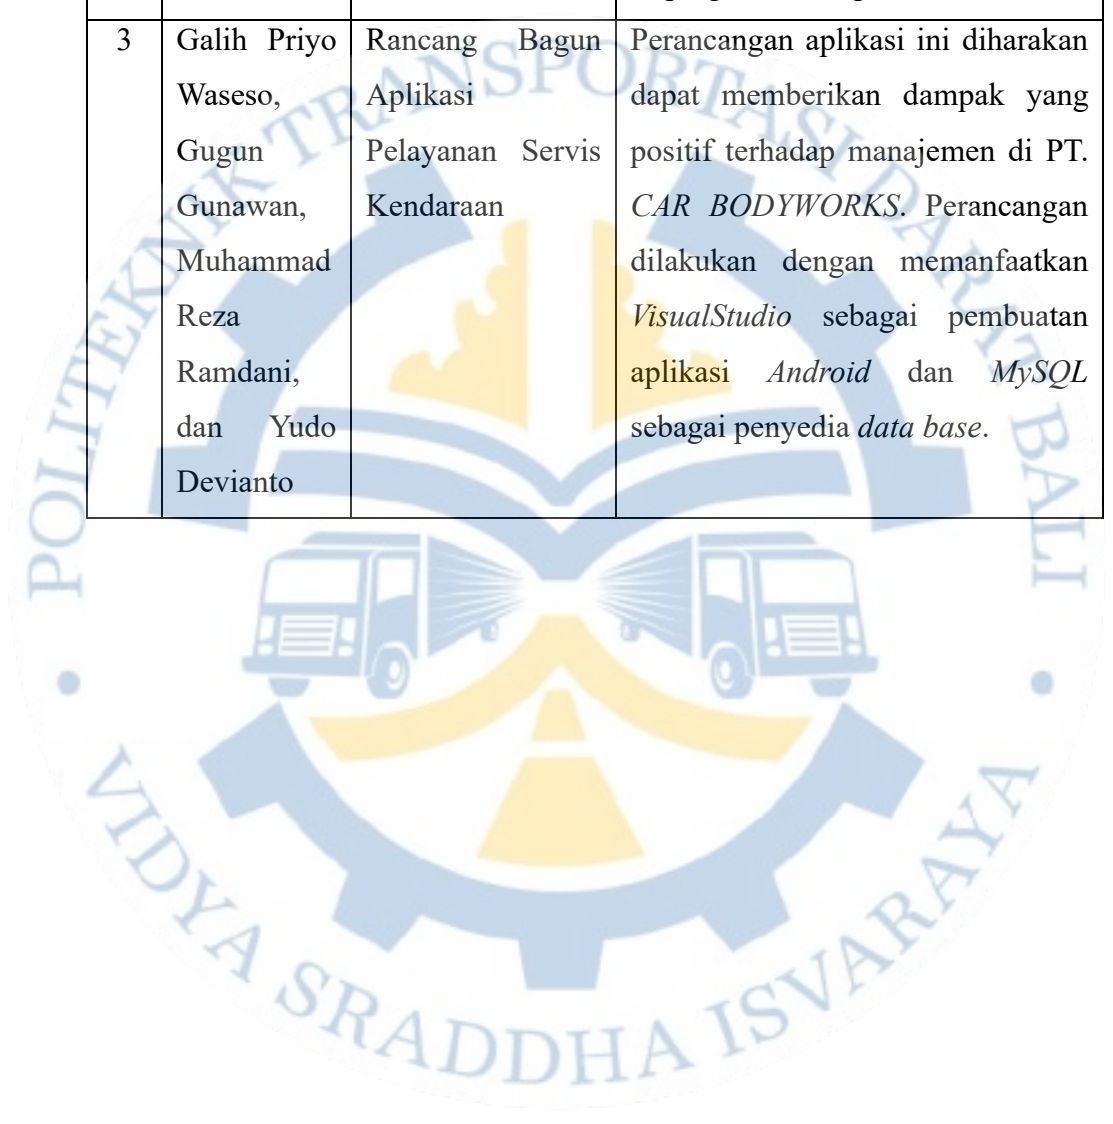 3
Galih Priyo
Waseso,
Gugun
Gunawan,
Muhammad
Reza
Ramdani,
dan Yudo
Devianto
Rancang Bagun
Aplikasi
Pelayanan Servis
Kendaraan
Perancangan aplikasi ini diharakan
dapat memberikan dampak yang
positif terhadap manajemen di PT.
CAR BODYWORKS. Perancangan
dilakukan dengan memanfaatkan
VisualStudio sebagai pembuatan
aplikasi Android dan MySQL
sebagai penyedia data base.
POLITEKNIK TRANSPORTASI DARAT BALI
VIDYA SRADDHA ISVARAYA